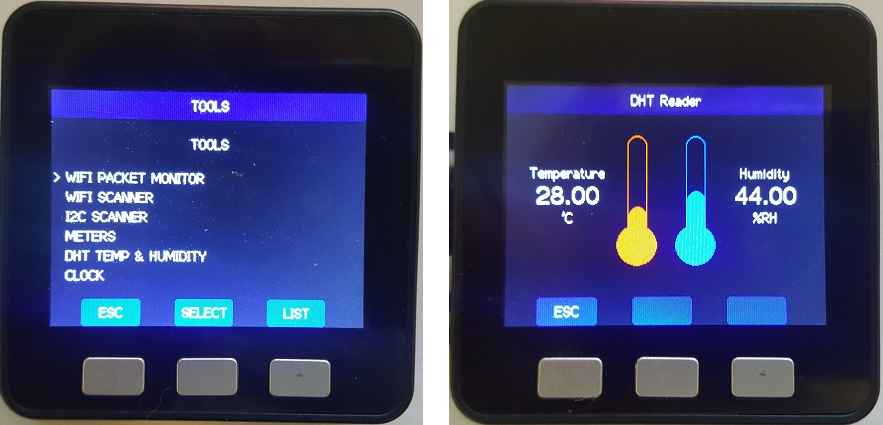 TOOLS
TOOLS
> WIFI PACKET MONITOR
WIFI SCANNER
I2C SCANNER
METERS
DHT TEMP & HUMIDITY
CLOCK
ESC SELECT LIST
DHT Reader
Temperature
28.00
°C
Humidity
44.00
%RH
ESC